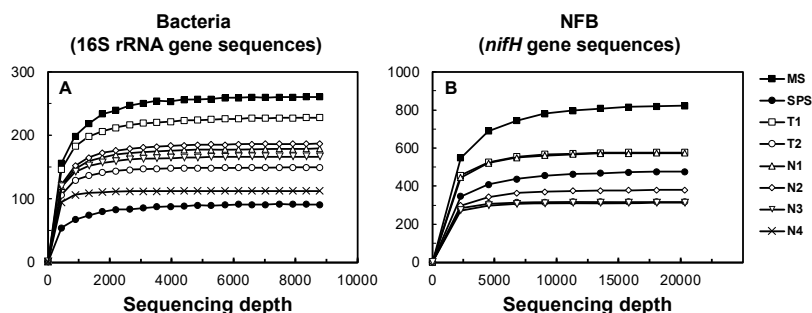 Bacteria
(16S rRNA gene sequences)
NFB
(nifH gene sequences)
A
300
200
100
0
0 2000 4000 6000 8000 10000
Sequencing depth
B
1000
800
600
400
200
0
0 5000 10000 15000 20000
Sequencing depth
MS
SPS
T1
T2
N1
N2
N3
N4